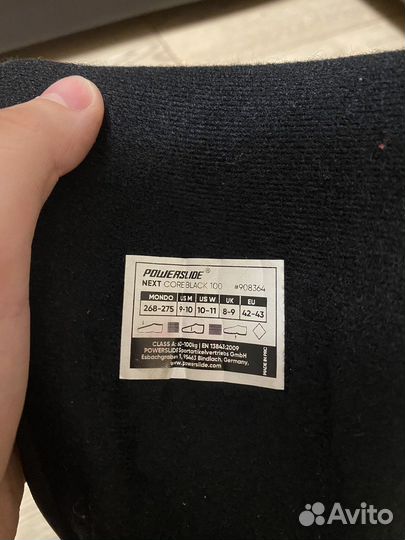 POWERSLIDE®
NEXT CORE BLACK 100 #908364
MONDO US M US W UK EU
268-275 9-10 10-11 8-9 42-43
CLASS A: 60-100kg | EN 13843:2009
POWERSLIDE Sportartikelvertriebs GmbH
Esbachgraben 1, 95463 Bindlach, Germany,
www.powerslide.com
MADE IN PRC
Avito